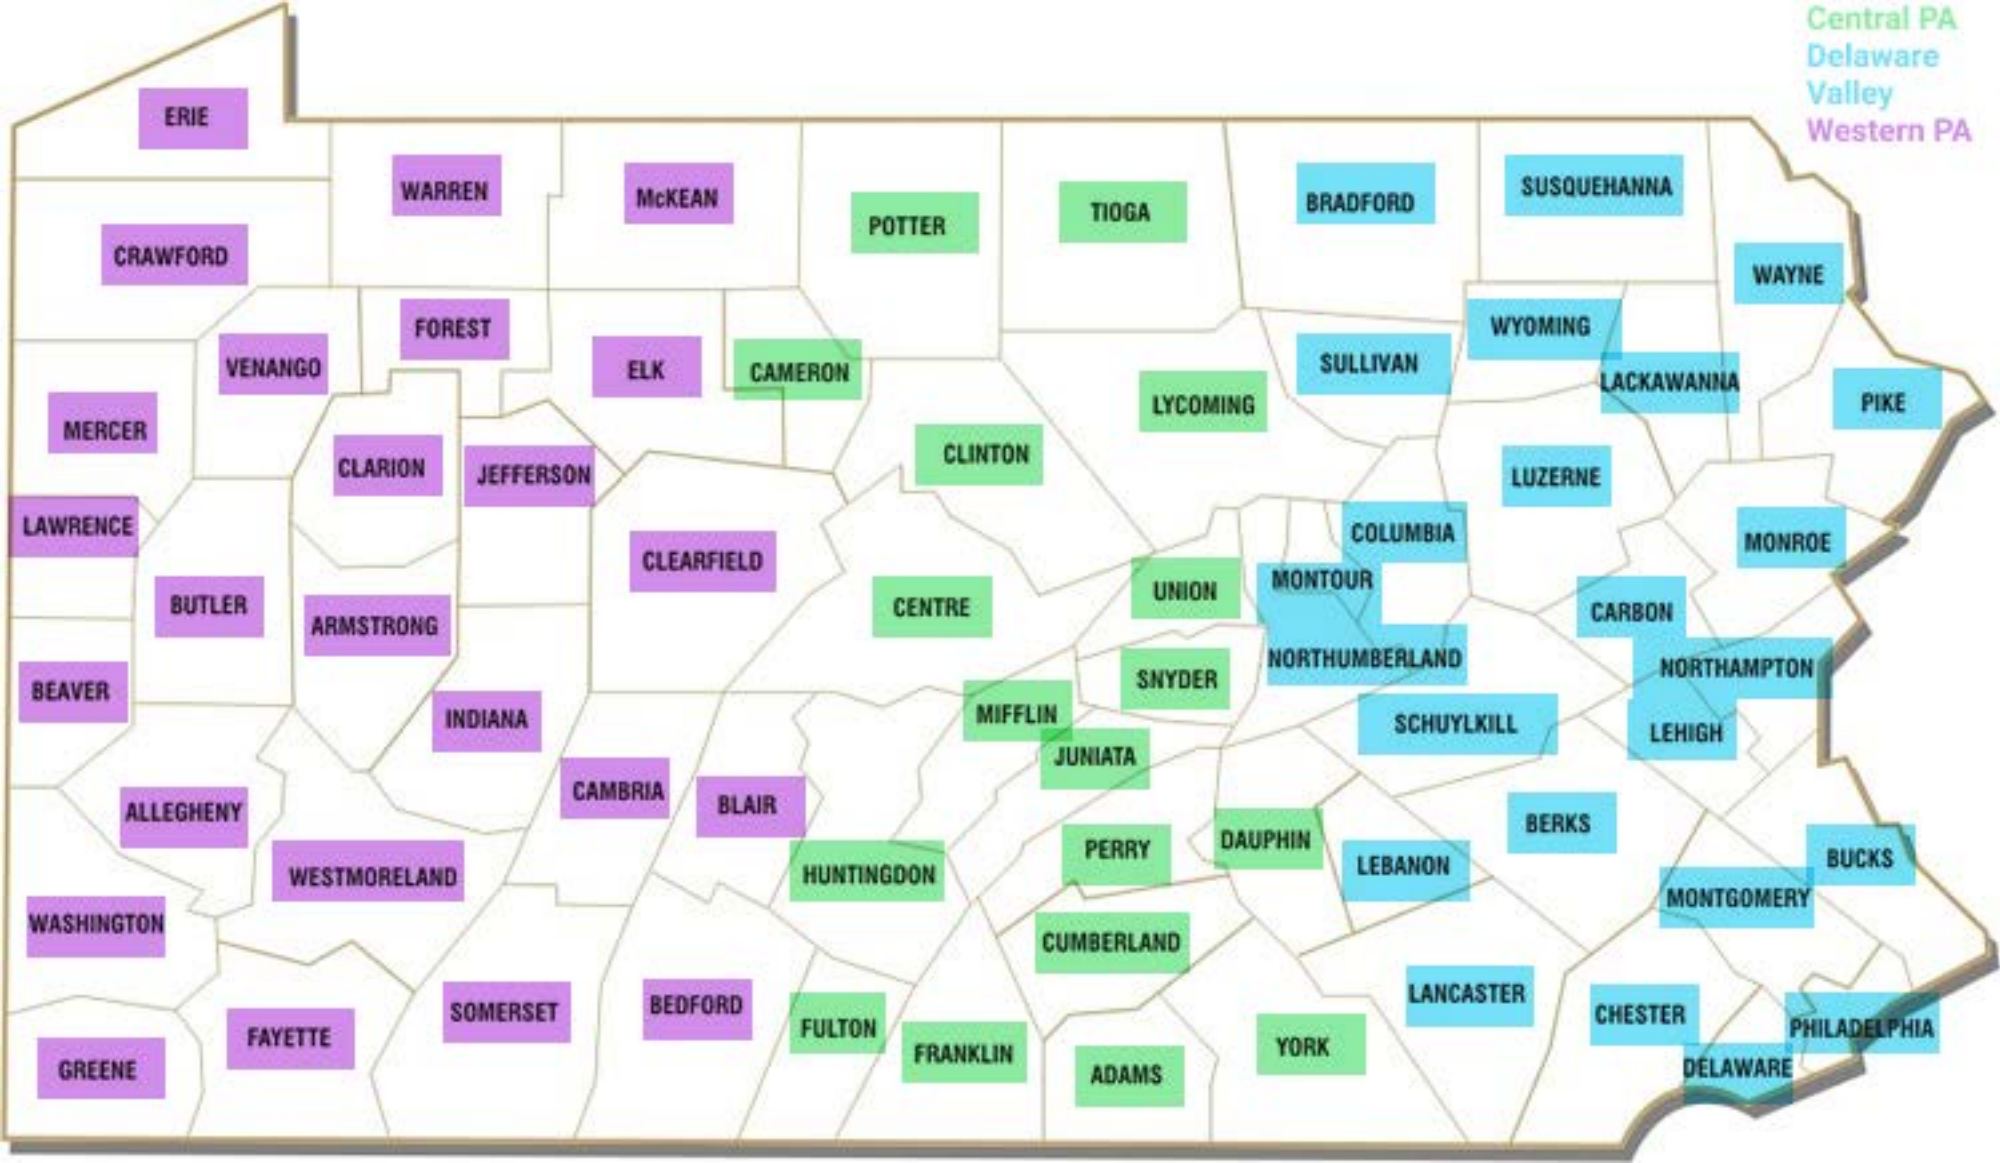 Central PA
Delaware
Valley
Western PA
ERIE
WARREN
McKEAN
POTTER
TIOGA
BRADFORD
SUSQUEHANNA
WAYNE
CRAWFORD
FOREST
VENANGO
ELK
CAMERON
LYCOMING
SULLIVAN
WYOMING
LACKAWANNA
PIKE
MERCER
CLARION
JEFFERSON
CLINTON
LUZERNE
LAWRENCE
CLEARFIELD
COLUMBIA
MONROE
BUTLER
ARMSTRONG
CENTRE
UNION
MONTOUR
CARBON
BEAVER
INDIANA
MIFFLIN
SNYDER
NORTHUMBERLAND
NORTHAMPTON
SCHUYLKILL
LEHIGH
JUNIATA
ALLEGHENY
CAMBRIA
BLAIR
WESTMORELAND
HUNTINGDON
PERRY
DAUPHIN
LEBANON
BERKS
BUCKS
MONTGOMERY
WASHINGTON
CUMBERLAND
GREENE
FAYETTE
SOMERSET
BEDFORD
FULTON
FRANKLIN
ADAMS
YORK
LANCASTER
CHESTER
PHILADELPHIA
DELAWARE